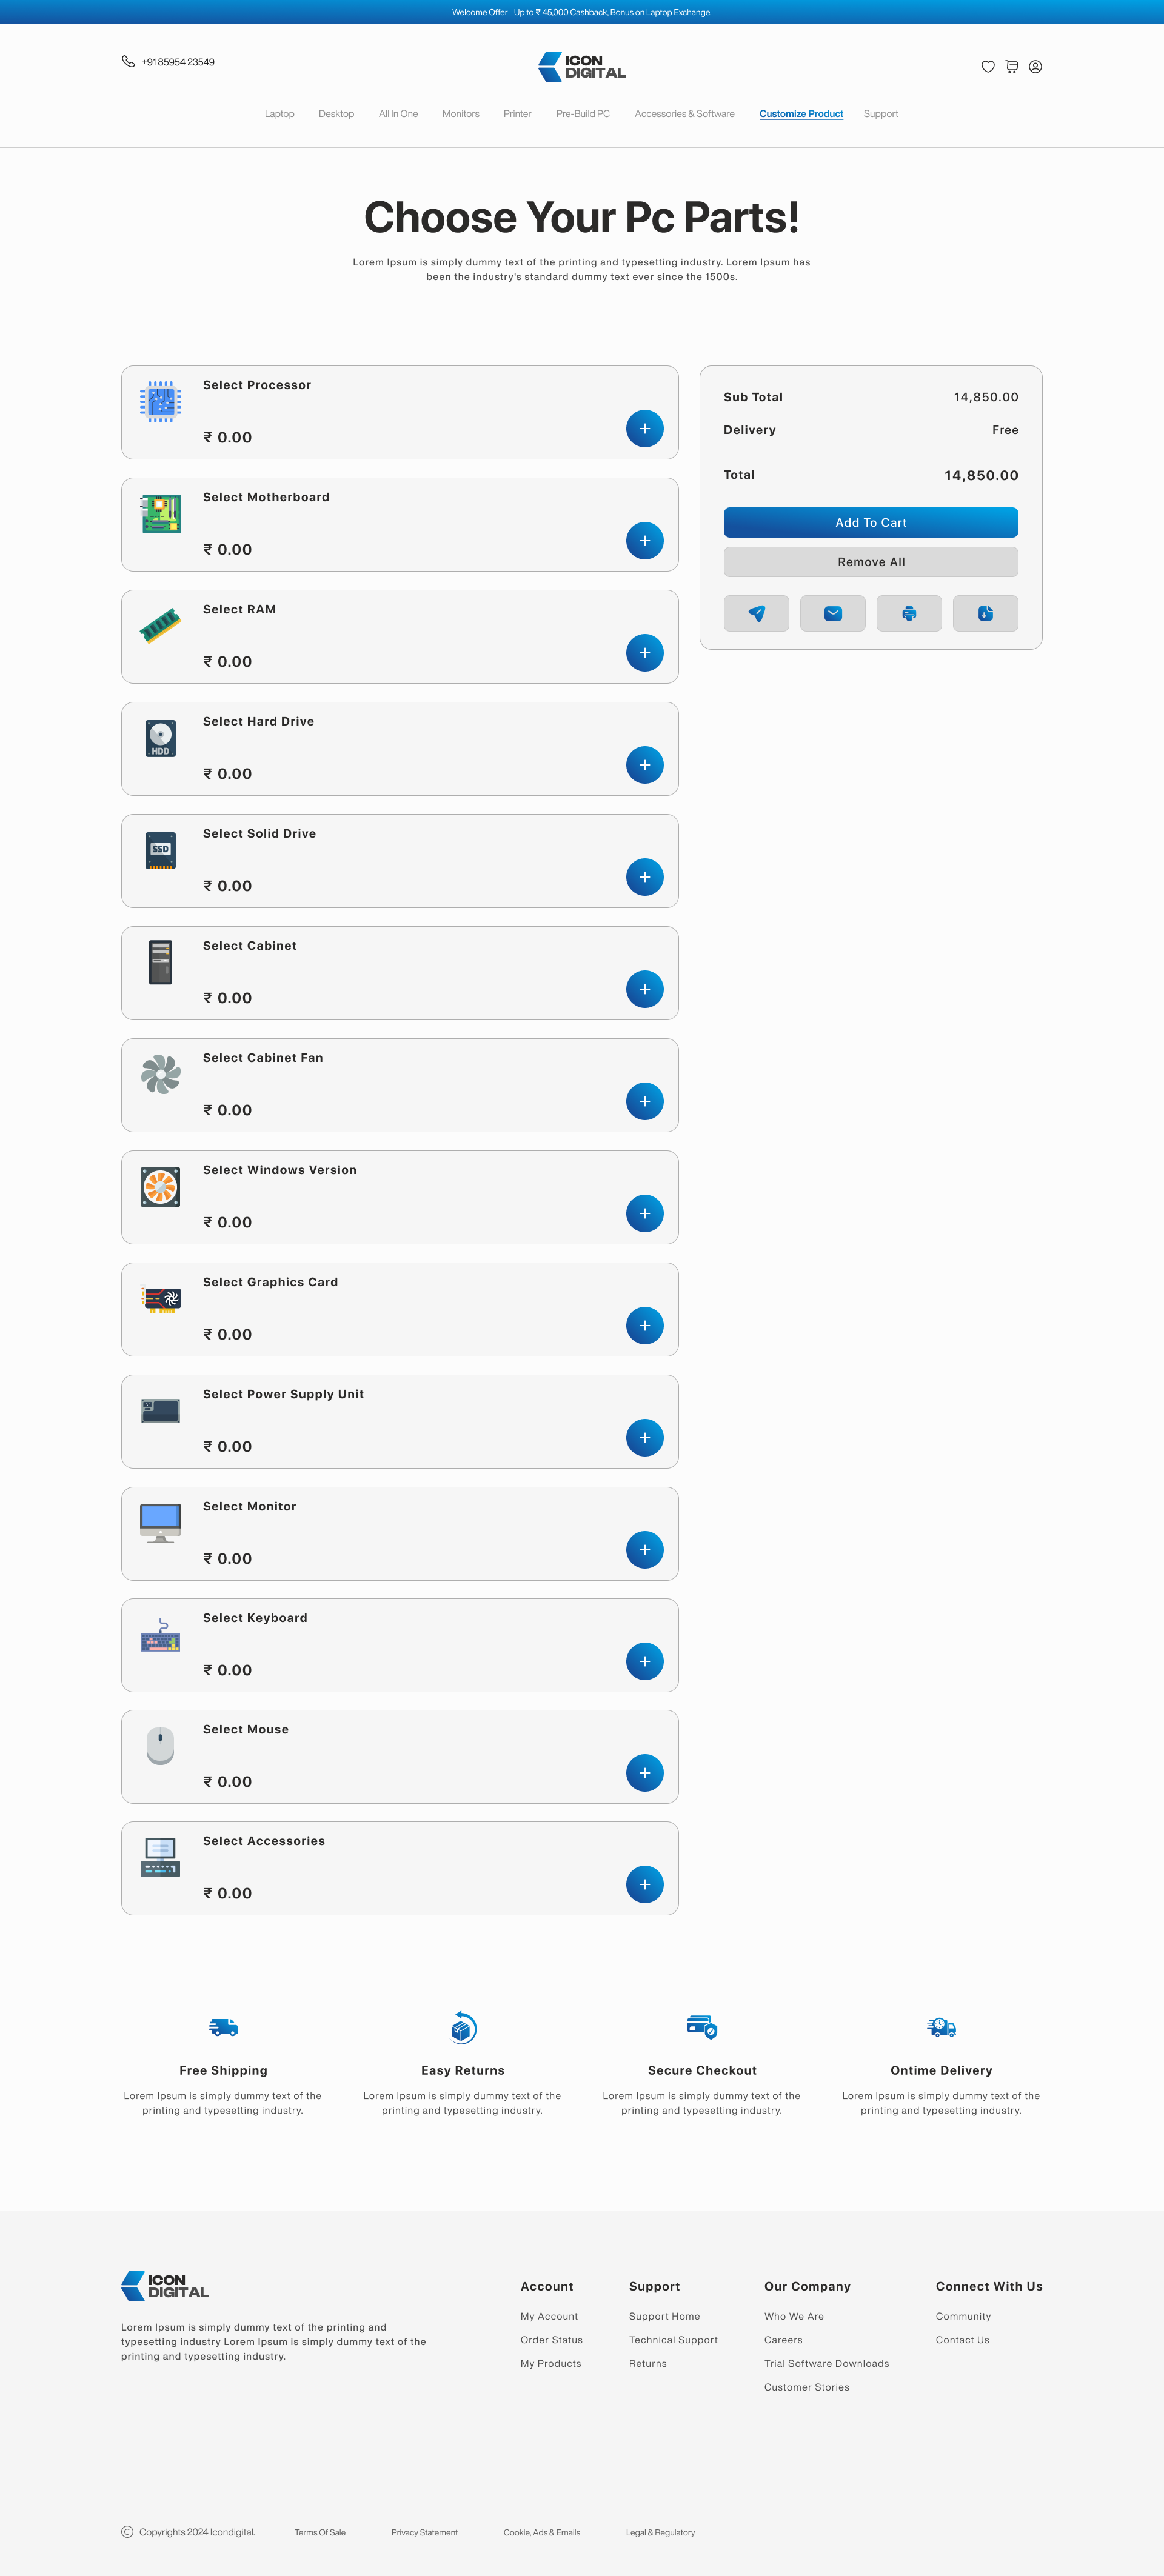 Welcome Offer Up to ₹ 45,000 Cashback, Bonus on Laptop Exchange.
+91 85954 23549
ICON
DIGITAL
Laptop Desktop All In One Monitors Printer Pre-Build PC Accessories & Software Customize Product Support
Choose Your Pc Parts!
Lorem Ipsum is simply dummy text of the printing and typesetting industry. Lorem Ipsum has
been the industry's standard dummy text ever since the 1500s.
Select Processor
₹ 0.00
Select Motherboard
₹ 0.00
Select RAM
₹ 0.00
Select Hard Drive
HDD
₹ 0.00
Select Solid Drive
SSD
₹ 0.00
Select Cabinet
₹ 0.00
Select Cabinet Fan
₹ 0.00
Select Windows Version
₹ 0.00
Select Graphics Card
₹ 0.00
Select Power Supply Unit
₹ 0.00
Select Monitor
₹ 0.00
Select Keyboard
₹ 0.00
Select Mouse
₹ 0.00
Select Accessories
₹ 0.00
Sub Total 14,850.00
Delivery Free
Total 14,850.00
Add To Cart
Remove All
Free Shipping
Lorem Ipsum is simply dummy text of the
printing and typesetting industry.
Easy Returns
Lorem Ipsum is simply dummy text of the
printing and typesetting industry.
Secure Checkout
Lorem Ipsum is simply dummy text of the
printing and typesetting industry.
Ontime Delivery
Lorem Ipsum is simply dummy text of the
printing and typesetting industry.
ICON
DIGITAL
Lorem Ipsum is simply dummy text of the printing and
typesetting industry Lorem Ipsum is simply dummy text of the
printing and typesetting industry.
Account
My Account
Order Status
My Products
Support
Support Home
Technical Support
Returns
Our Company
Who We Are
Careers
Trial Software Downloads
Customer Stories
Connect With Us
Community
Contact Us
© Copyrights 2024 Icondigital. Terms Of Sale Privacy Statement Cookie, Ads & Emails Legal & Regulatory